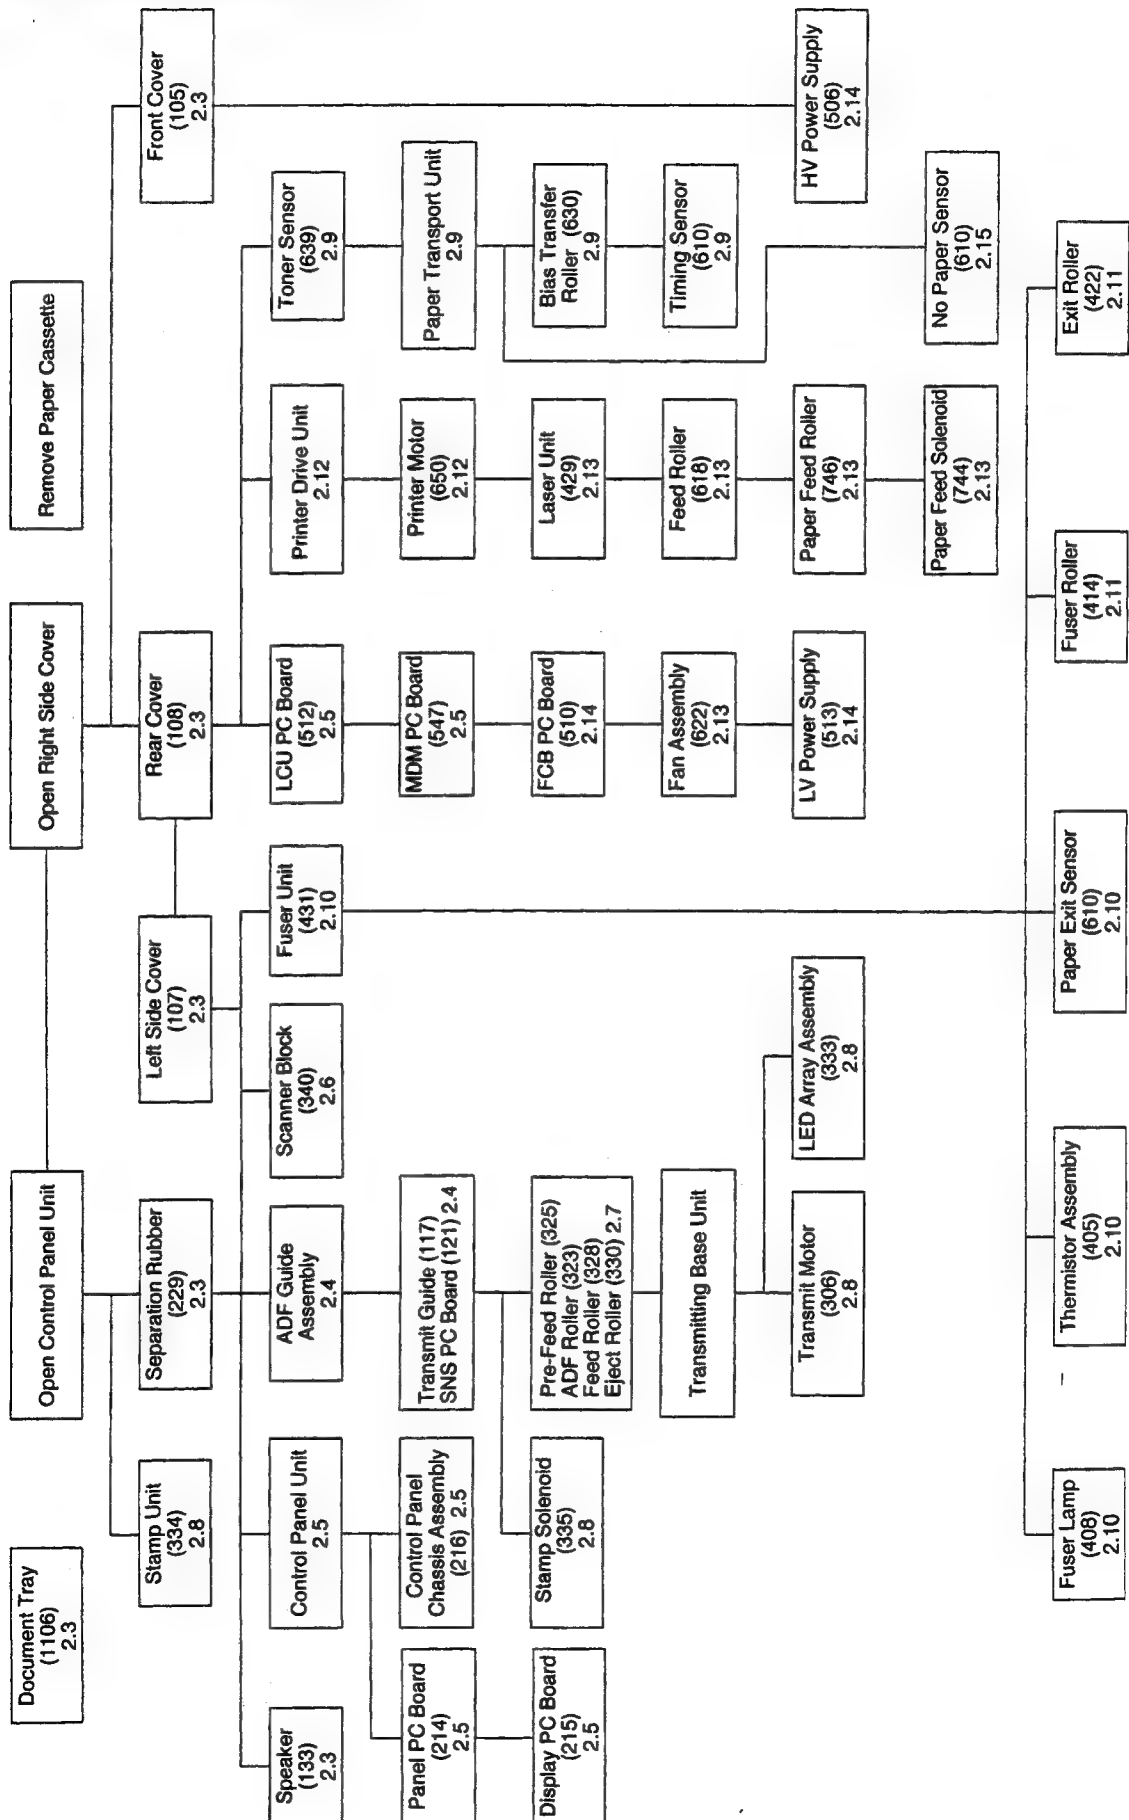 Document Tray
(1106)
2.3
Open Control Panel Unit
Open Right Side Cover
Remove Paper Cassette
Stamp Unit
(334)
2.8
Separation Rubber
(229)
2.3
Left Side Cover
(107)
2.3
Rear Cover
(108)
2.3
Front Cover
(105)
2.3
Speaker
(133)
2.3
Control Panel Unit
2.5
ADF Guide
Assembly
2.4
Scanner Block
(340)
2.6
Fuser Unit
(431)
2.10
LCU PC Board
(512)
2.5
Printer Drive Unit
2.12
Toner Sensor
(639)
2.9
Panel PC Board
(214)
2.5
Control Panel
Chassis Assembly
(216) 2.5
Transmit Guide (117)
SNS PC Board (121) 2.4
MDM PC Board
(547)
2.5
Printer Motor
(650)
2.12
Paper Transport Unit
2.9
Display PC Board
(215)
2.5
Stamp Solenoid
(335)
2.8
Pre-Feed Roller (325)
ADF Roller (323)
Feed Roller (328)
Eject Roller (330) 2.7
FCB PC Board
(510)
2.14
Laser Unit
(429)
2.13
Bias Transfer
Roller (630)
2.9
Transmitting Base Unit
Fan Assembly
(622)
2.13
Feed Roller
(618)
2.13
Timing Sensor
(610)
2.9
Transmit Motor
(306)
2.8
LED Array Assembly
(333)
2.8
LV Power Supply
(513)
2.14
Paper Feed Roller
(746)
2.13
HV Power Supply
(506)
2.14
Paper Feed Solenoid
(744)
2.13
No Paper Sensor
(610)
2.15
Fuser Lamp
(408)
2.10
Thermistor Assembly
(405)
2.10
Paper Exit Sensor
(610)
2.10
Fuser Roller
(414)
2.11
Exit Roller
(422)
2.11